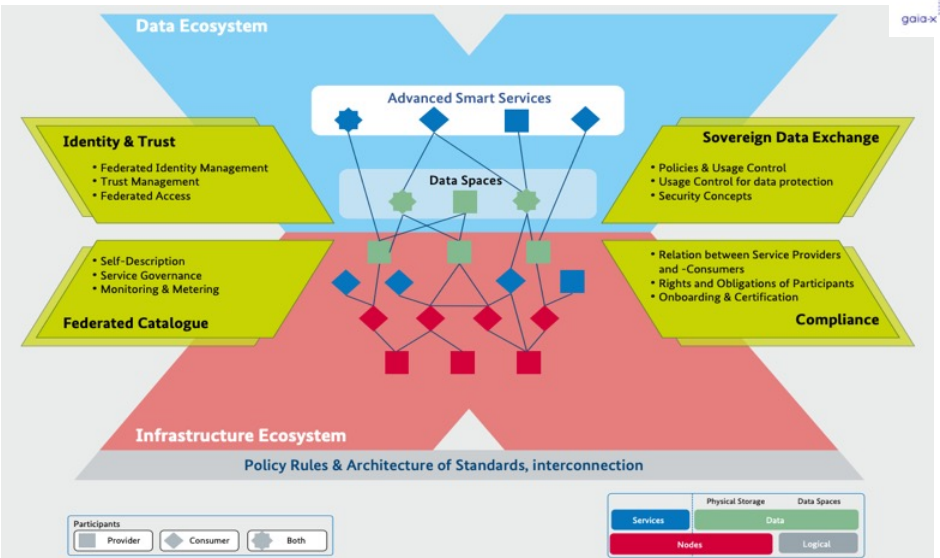 gaia-x
Data Ecosystem
Advanced Smart Services
Identity & Trust
• Federated Identity Management
• Trust Management
• Federated Access
Sovereign Data Exchange
• Policies & Usage Control
• Usage Control for data protection
• Security Concepts
Data Spaces
• Self-Description
• Service Governance
• Monitoring & Metering
Federated Catalogue
• Relation between Service Providers
and -Consumers
• Rights and Obligations of Participants
• Onboarding & Certification
Compliance
Infrastructure Ecosystem
Policy Rules & Architecture of Standards, interconnection
Participants
Provider
Consumer
Both
Physical Storage
Data Spaces
Services
Data
Nodes
Logical